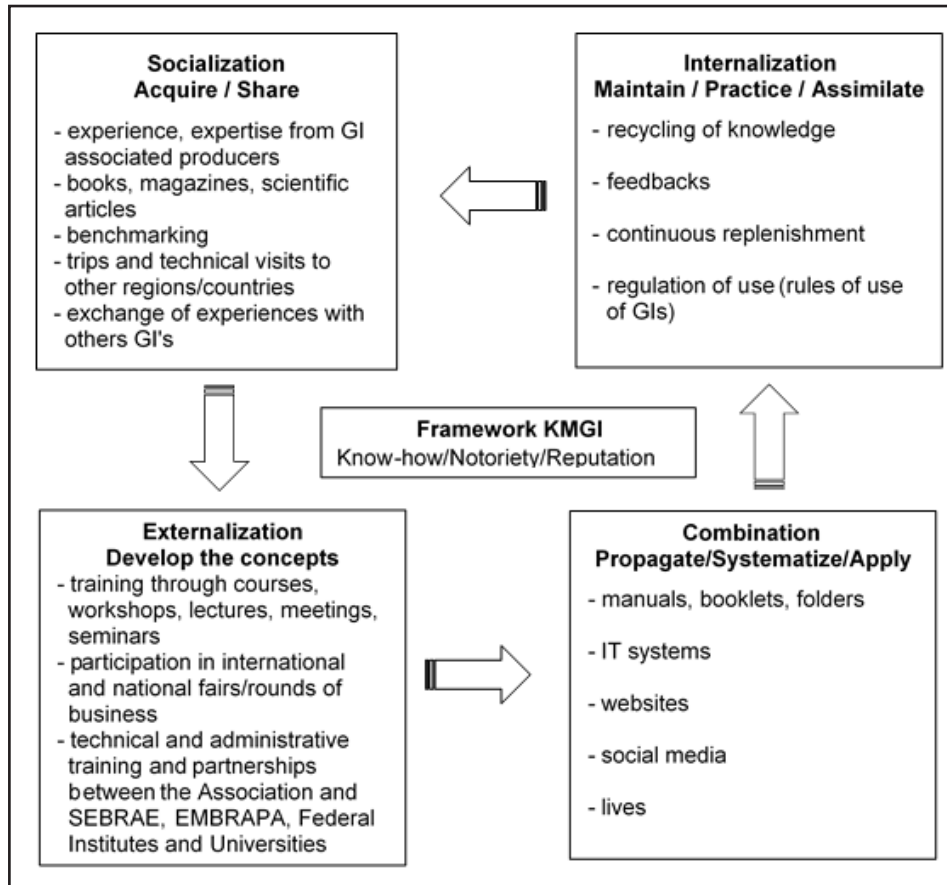 Socialization
Acquire / Share
- experience, expertise from GI
associated producers
- books, magazines, scientific
articles
- benchmarking
- trips and technical visits to
other regions/countries
- exchange of experiences with
others GI's
Internalization
Maintain / Practice / Assimilate
- recycling of knowledge
- feedbacks
- continuous replenishment
- regulation of use (rules of use
of GIs)
Framework KMGI
Know-how/Notoriety/Reputation
Externalization
Develop the concepts
- training through courses,
workshops, lectures, meetings,
seminars
- participation in international
and national fairs/rounds of
business
- technical and administrative
training and partnerships
between the Association and
SEBRAE, EMBRAPA, Federal
Institutes and Universities
Combination
Propagate/Systematize/Apply
- manuals, booklets, folders
- IT systems
- websites
- social media
- lives